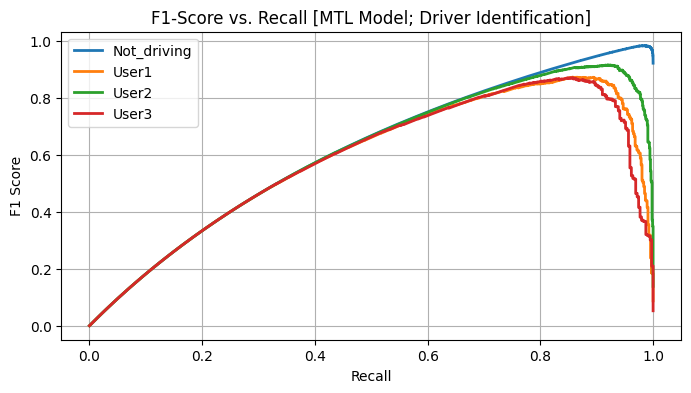 F1-Score vs. Recall [MTL Model; Driver Identification]
Not_driving
User1
User2
User3
F1 Score
1.0
0.8
0.6
0.4
0.2
0.0
0.0 0.2 0.4 0.6 0.8 1.0
Recall